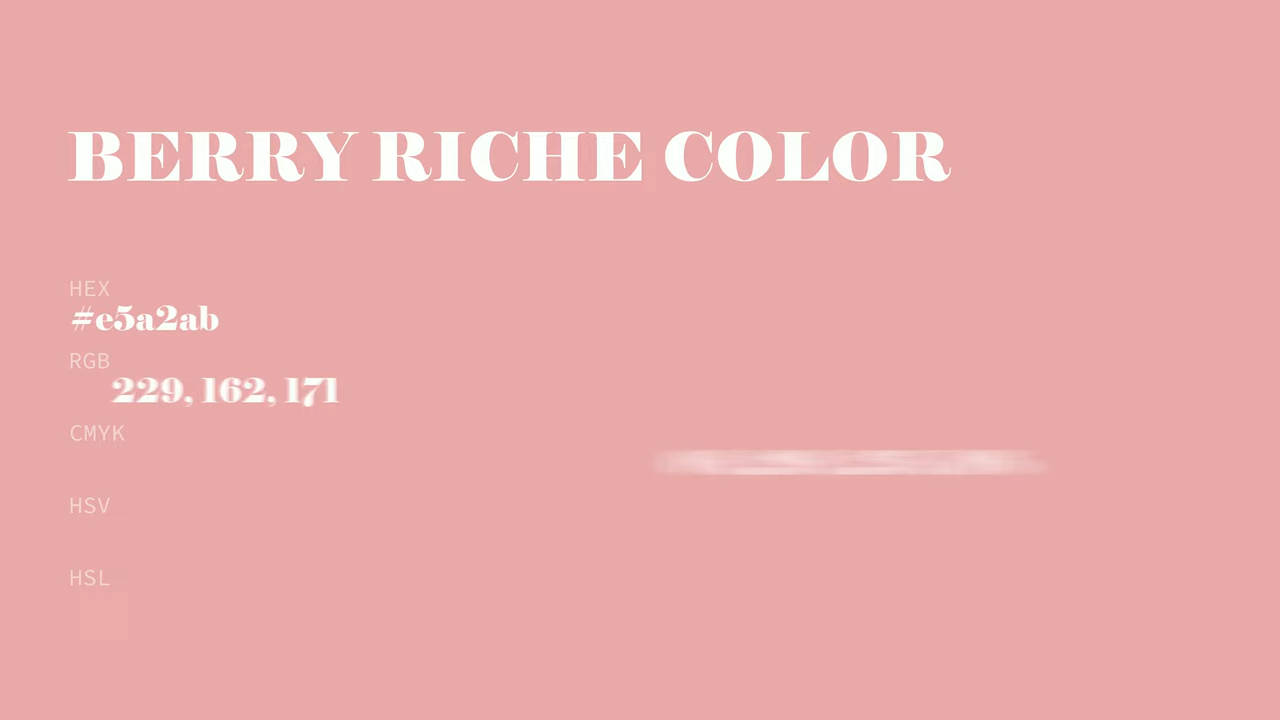 BERRY RICHE COLOR
HEX
#e5a2ab
RGB
229, 162, 171
CMYK
HSV
HSL